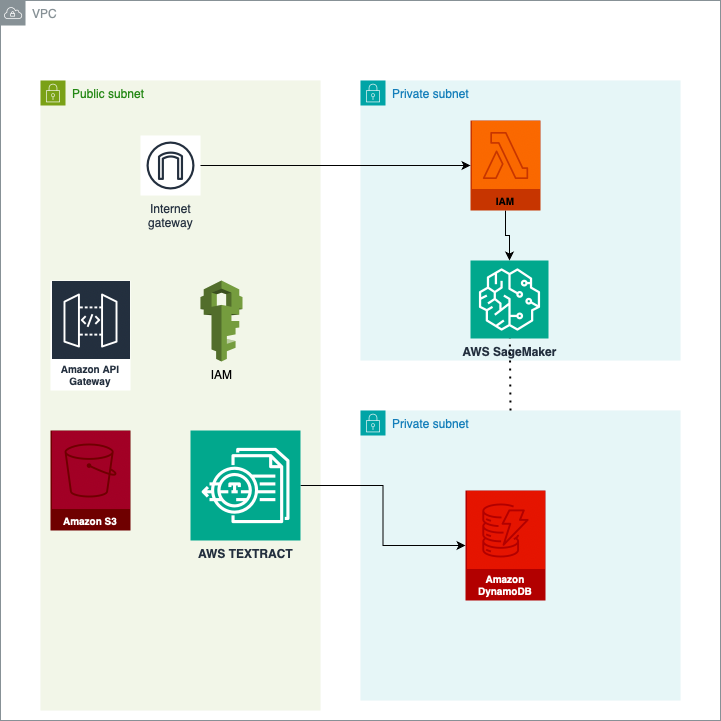 VPC
Public subnet
Private subnet
Internet
gateway
IAM
Amazon API
Gateway
IAM
AWS SageMaker
Private subnet
Amazon S3
AWS TEXTRACT
Amazon
DynamoDB